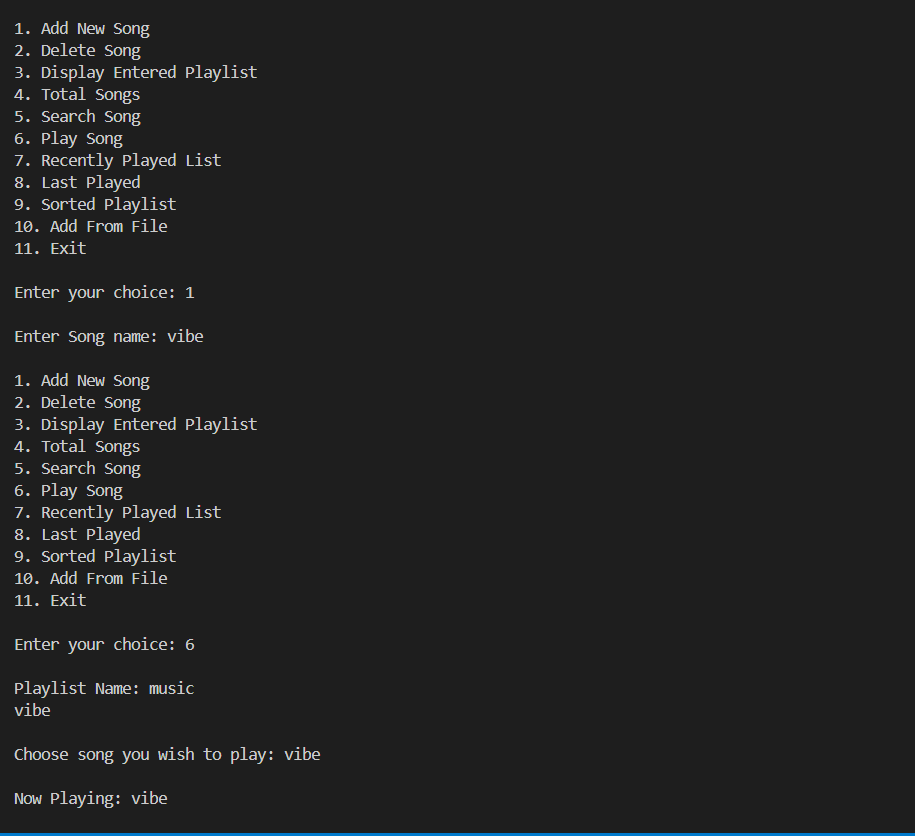 1. Add New Song
2. Delete Song
3. Display Entered Playlist
4. Total Songs
5. Search Song
6. Play Song
7. Recently Played List
8. Last Played
9. Sorted Playlist
10. Add From File
11. Exit
Enter your choice: 1
Enter Song name: vibe
1. Add New Song
2. Delete Song
3. Display Entered Playlist
4. Total Songs
5. Search Song
6. Play Song
7. Recently Played List
8. Last Played
9. Sorted Playlist
10. Add From File
11. Exit
Enter your choice: 6
Playlist Name: music
vibe
Choose song you wish to play: vibe
Now Playing: vibe